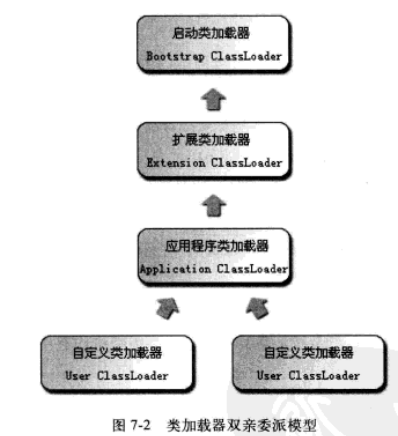 启动类加载器
Bootstrap ClassLoader
扩展类加载器
Extension ClassLoader
应用程序类加载器
Application ClassLoader
自定义类加载器
User ClassLoader
自定义类加载器
User ClassLoader
图 7-2 类加载器双亲委派模型